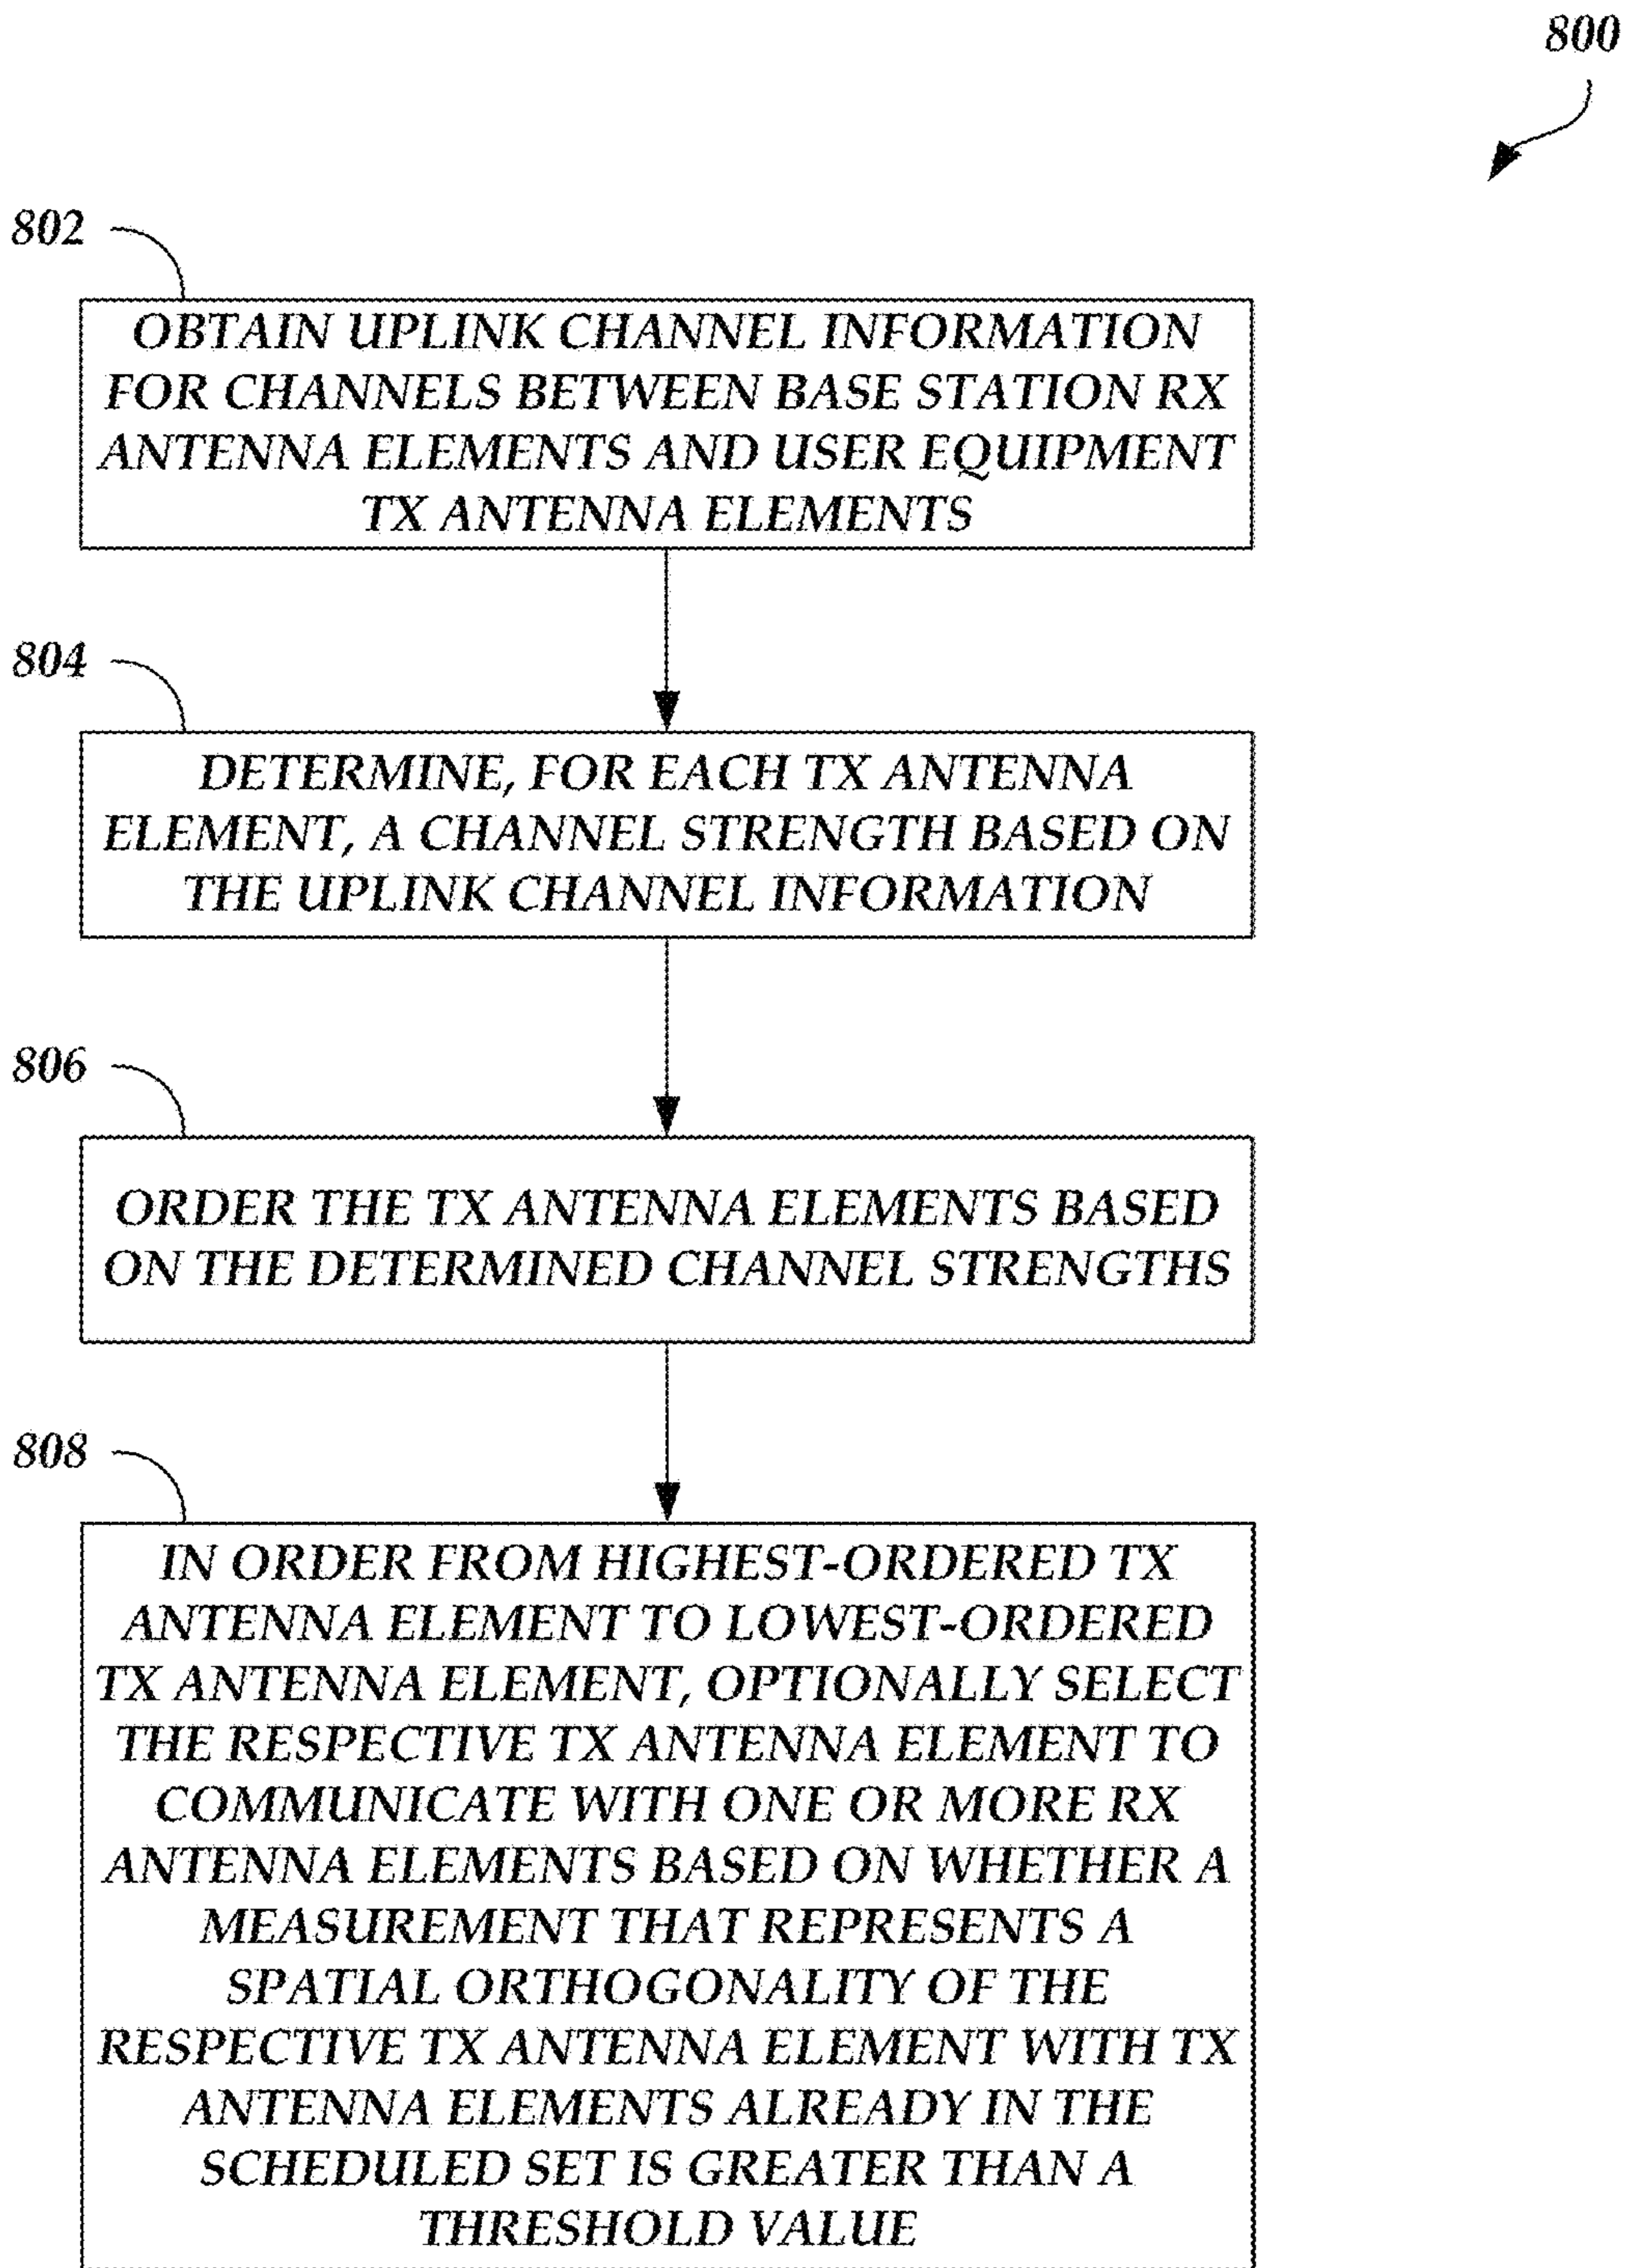 800
802
OBTAIN UPLINK CHANNEL INFORMATION
FOR CHANNELS BETWEEN BASE STATION RX
ANTENNA ELEMENTS AND USER EQUIPMENT
TX ANTENNA ELEMENTS
804
DETERMINE, FOR EACH TX ANTENNA
ELEMENT, A CHANNEL STRENGTH BASED ON
THE UPLINK CHANNEL INFORMATION
806
ORDER THE TX ANTENNA ELEMENTS BASED
ON THE DETERMINED CHANNEL STRENGTHS
808
IN ORDER FROM HIGHEST-ORDERED TX
ANTENNA ELEMENT TO LOWEST-ORDERED
TX ANTENNA ELEMENT, OPTIONALLY SELECT
THE RESPECTIVE TX ANTENNA ELEMENT TO
COMMUNICATE WITH ONE OR MORE RX
ANTENNA ELEMENTS BASED ON WHETHER A
MEASUREMENT THAT REPRESENTS A
SPATIAL ORTHOGONALITY OF THE
RESPECTIVE TX ANTENNA ELEMENT WITH TX
ANTENNA ELEMENTS ALREADY IN THE
SCHEDULED SET IS GREATER THAN A
THRESHOLD VALUE